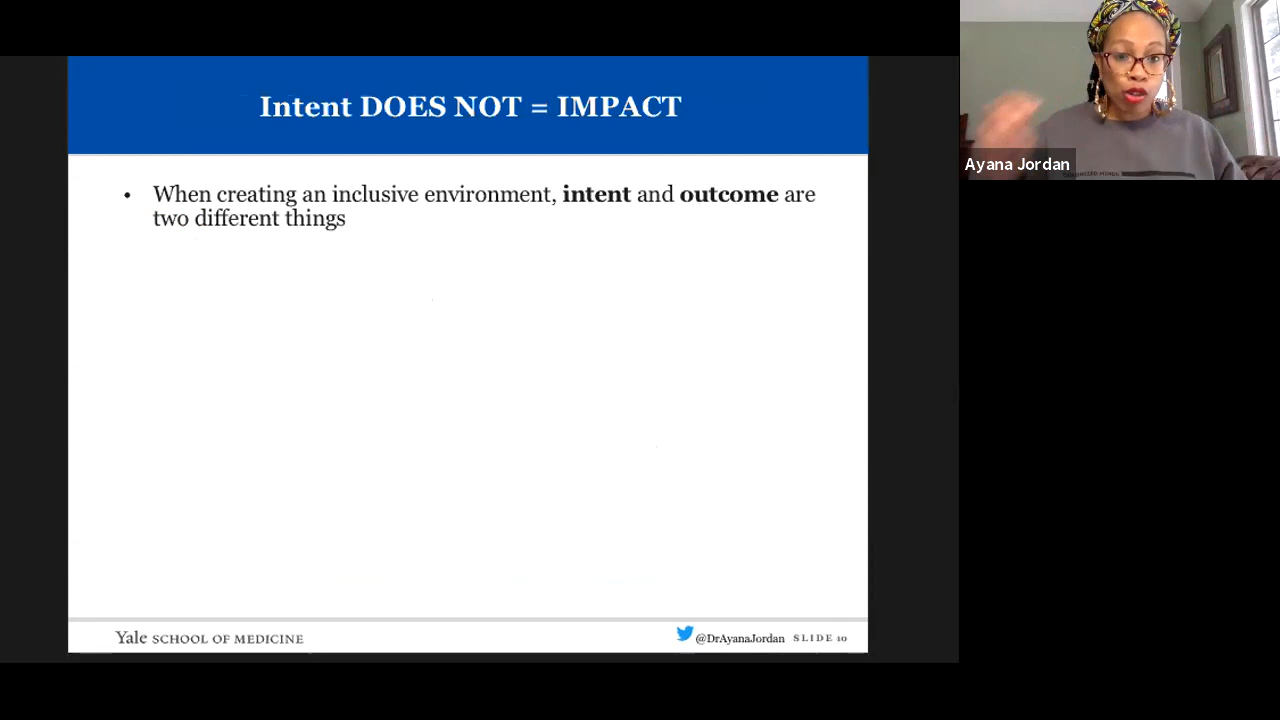 Intent DOES NOT = IMPACT
• When creating an inclusive environment, intent and outcome are
two different things
Yale SCHOOL OF MEDICINE
@DrAyanaJordan SLIDE 10
Ayana Jordan